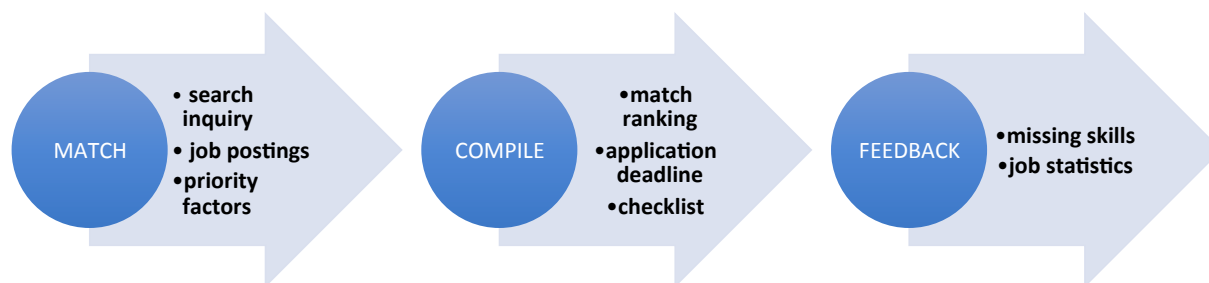 MATCH
• search
inquiry
• job postings
•priority
factors
COMPILE
•match
ranking
•application
deadline
•checklist
FEEDBACK
•missing skills
•job statistics